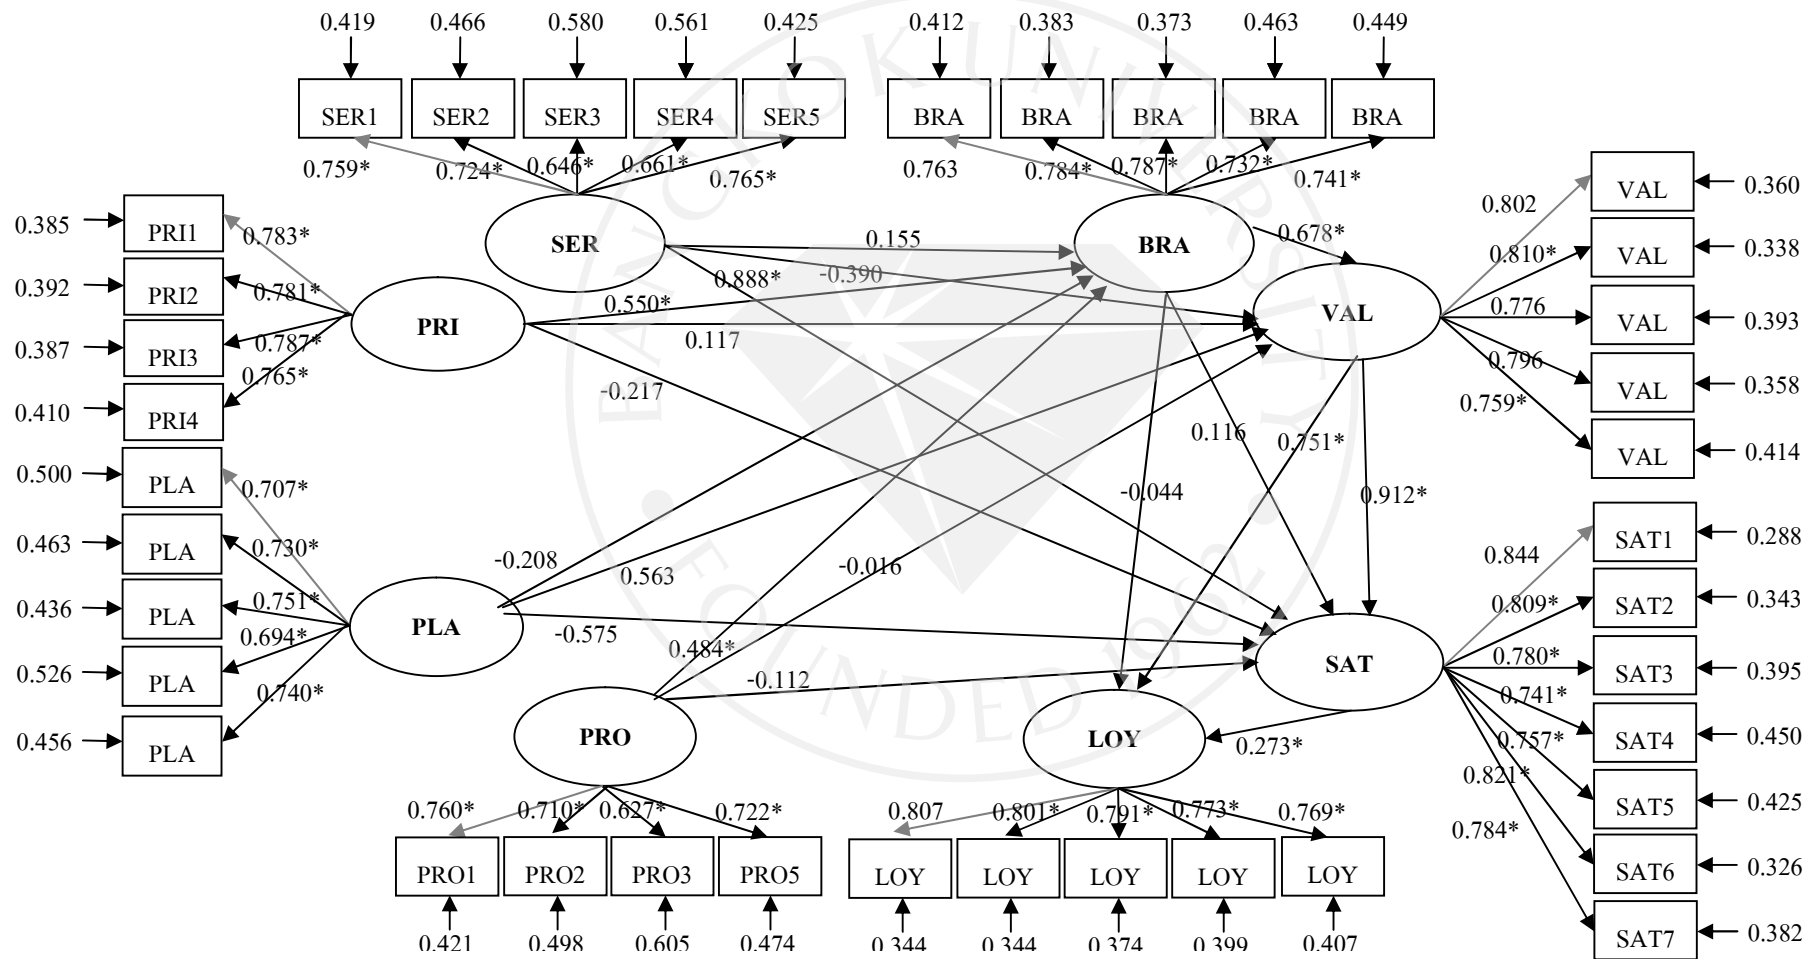 0.419 0.466 0.580 0.561 0.425 0.412 0.383 0.373 0.463 0.449
SER1 SER2 SER3 SER4 SER5 BRA BRA BRA BRA BRA
0.759* 0.724* 0.646* 0.661* 0.765* 0.763 0.784* 0.787* 0.732* 0.741*
VAL 0.360
0.802
0.385 PRI1 0.783* SER 0.155 BRA 0.678* 0.810* VAL 0.338
0.392 PRI2 0.781* 0.888* -0.390
PRI 0.550* VAL 0.776 VAL 0.393
0.387 PRI3 0.787* 0.117
0.765* -0.217 0.796 VAL 0.358
0.410 PRI4 0.759*
0.116 0.751* VAL 0.414
0.500 PLA 0.707* -0.044 0.912*
0.463 PLA 0.730* 0.844 SAT1 0.288
-0.208 0.563 -0.016
0.436 PLA 0.751* 0.809* SAT2 0.343
0.694* PLA -0.575 0.484* SAT 0.780* SAT3 0.395
0.526 PLA 0.740* -0.112 0.741*
0.456 PLA PRO LOY 0.273* 0.757* SAT4 0.450
0.821*
0.760* 0.710* 0.627* 0.722* 0.807 0.801* 0.791* 0.773* 0.769* SAT5 0.425
0.784*
PRO1 PRO2 PRO3 PRO5 LOY LOY LOY LOY LOY SAT6 0.326
0.421 0.498 0.605 0.474 0.344 0.344 0.374 0.399 0.407 SAT7 0.382
BANGKOK UNIVERSITY
FOUNDED 1962